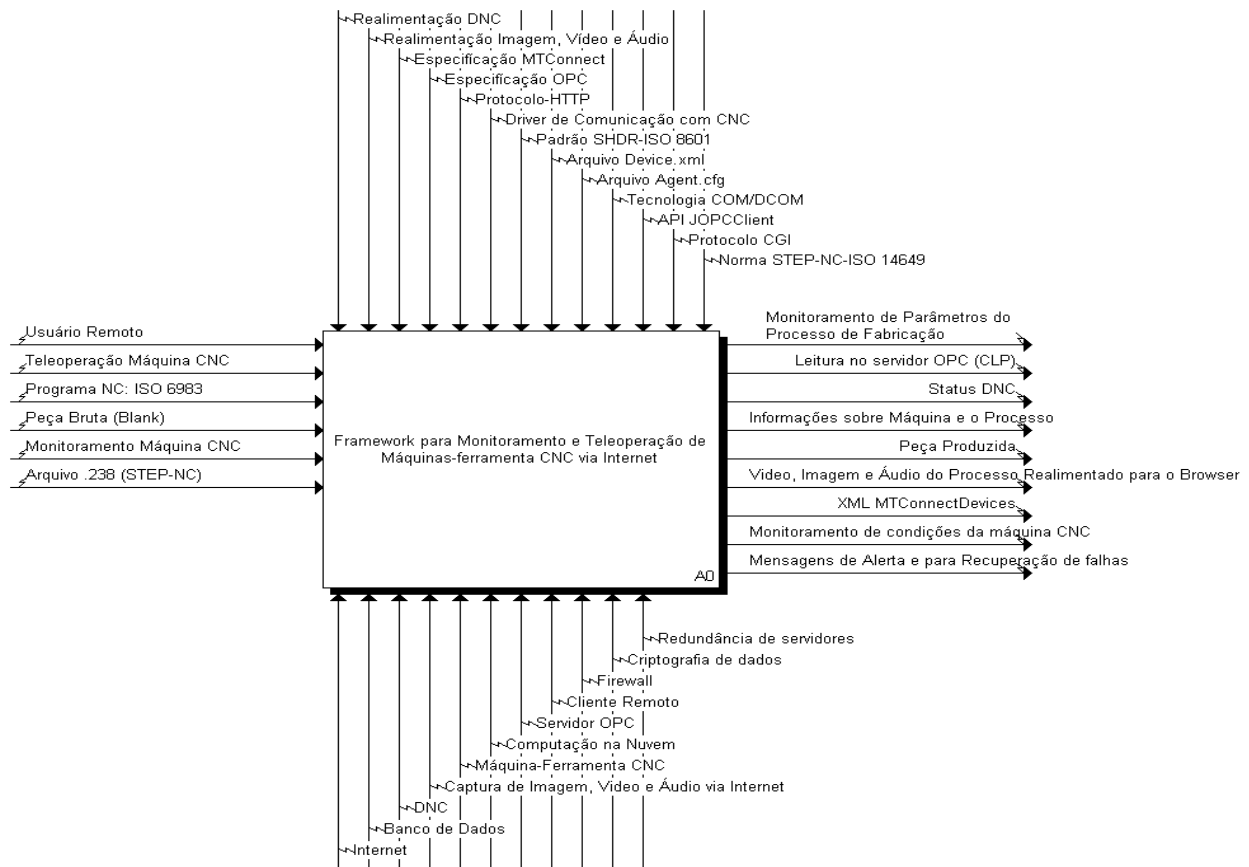 Realimentação DNC
Realimentação Imagem, Vídeo e Áudio
Especificação MTConnect
Especificação OPC
Protocolo-HTTP
Driver de Comunicação com CNC
Padrão SHDR-ISO 8601
Arquivo Device.xml
Arquivo Agent.cfg
Tecnologia COM/DCOM
API JOPCClient
Protocolo CGI
Norma STEP-NC-ISO 14649
Usuário Remoto
Teleoperação Máquina CNC
Programa NC: ISO 6983
Peça Bruta (Blank)
Monitoramento Máquina CNC
Arquivo .238 (STEP-NC)
Framework para Monitoramento e Teleoperação de
Máquinas-ferramenta CNC via Internet
A0
Monitoramento de Parâmetros do
Processo de Fabricação
Leitura no servidor OPC (CLP)
Status DNC
Informações sobre Máquina e o Processo
Peça Produzida
Video, Imagem e Áudio do Processo Realimentado para o Browser
XML MTConnectDevices
Monitoramento de condições da máquina CNC
Mensagens de Alerta e para Recuperação de falhas
Redundância de servidores
Criptografia de dados
Firewall
Cliente Remoto
Servidor OPC
Computação na Nuvem
Máquina-Ferramenta CNC
Captura de Imagem, Video e Áudio via Internet
DNC
Banco de Dados
Internet